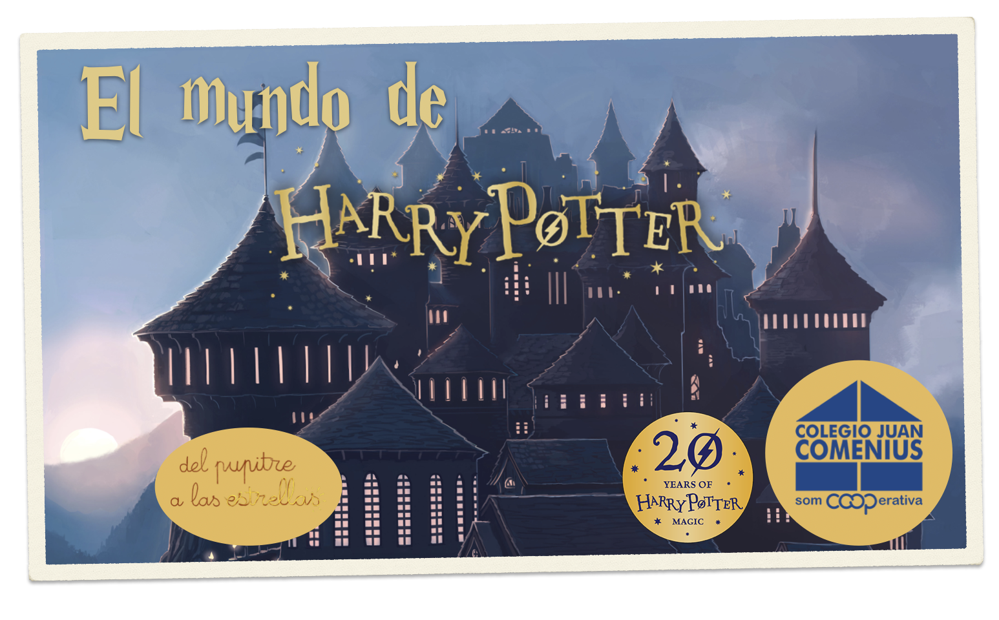 El mundo de
HARRY POTTER
del pupitre
a las estrellas
20
YEARS OF
HARRY POTTER
MAGIC
COLEGIO JUAN
COMENIUS
som COOPerativa